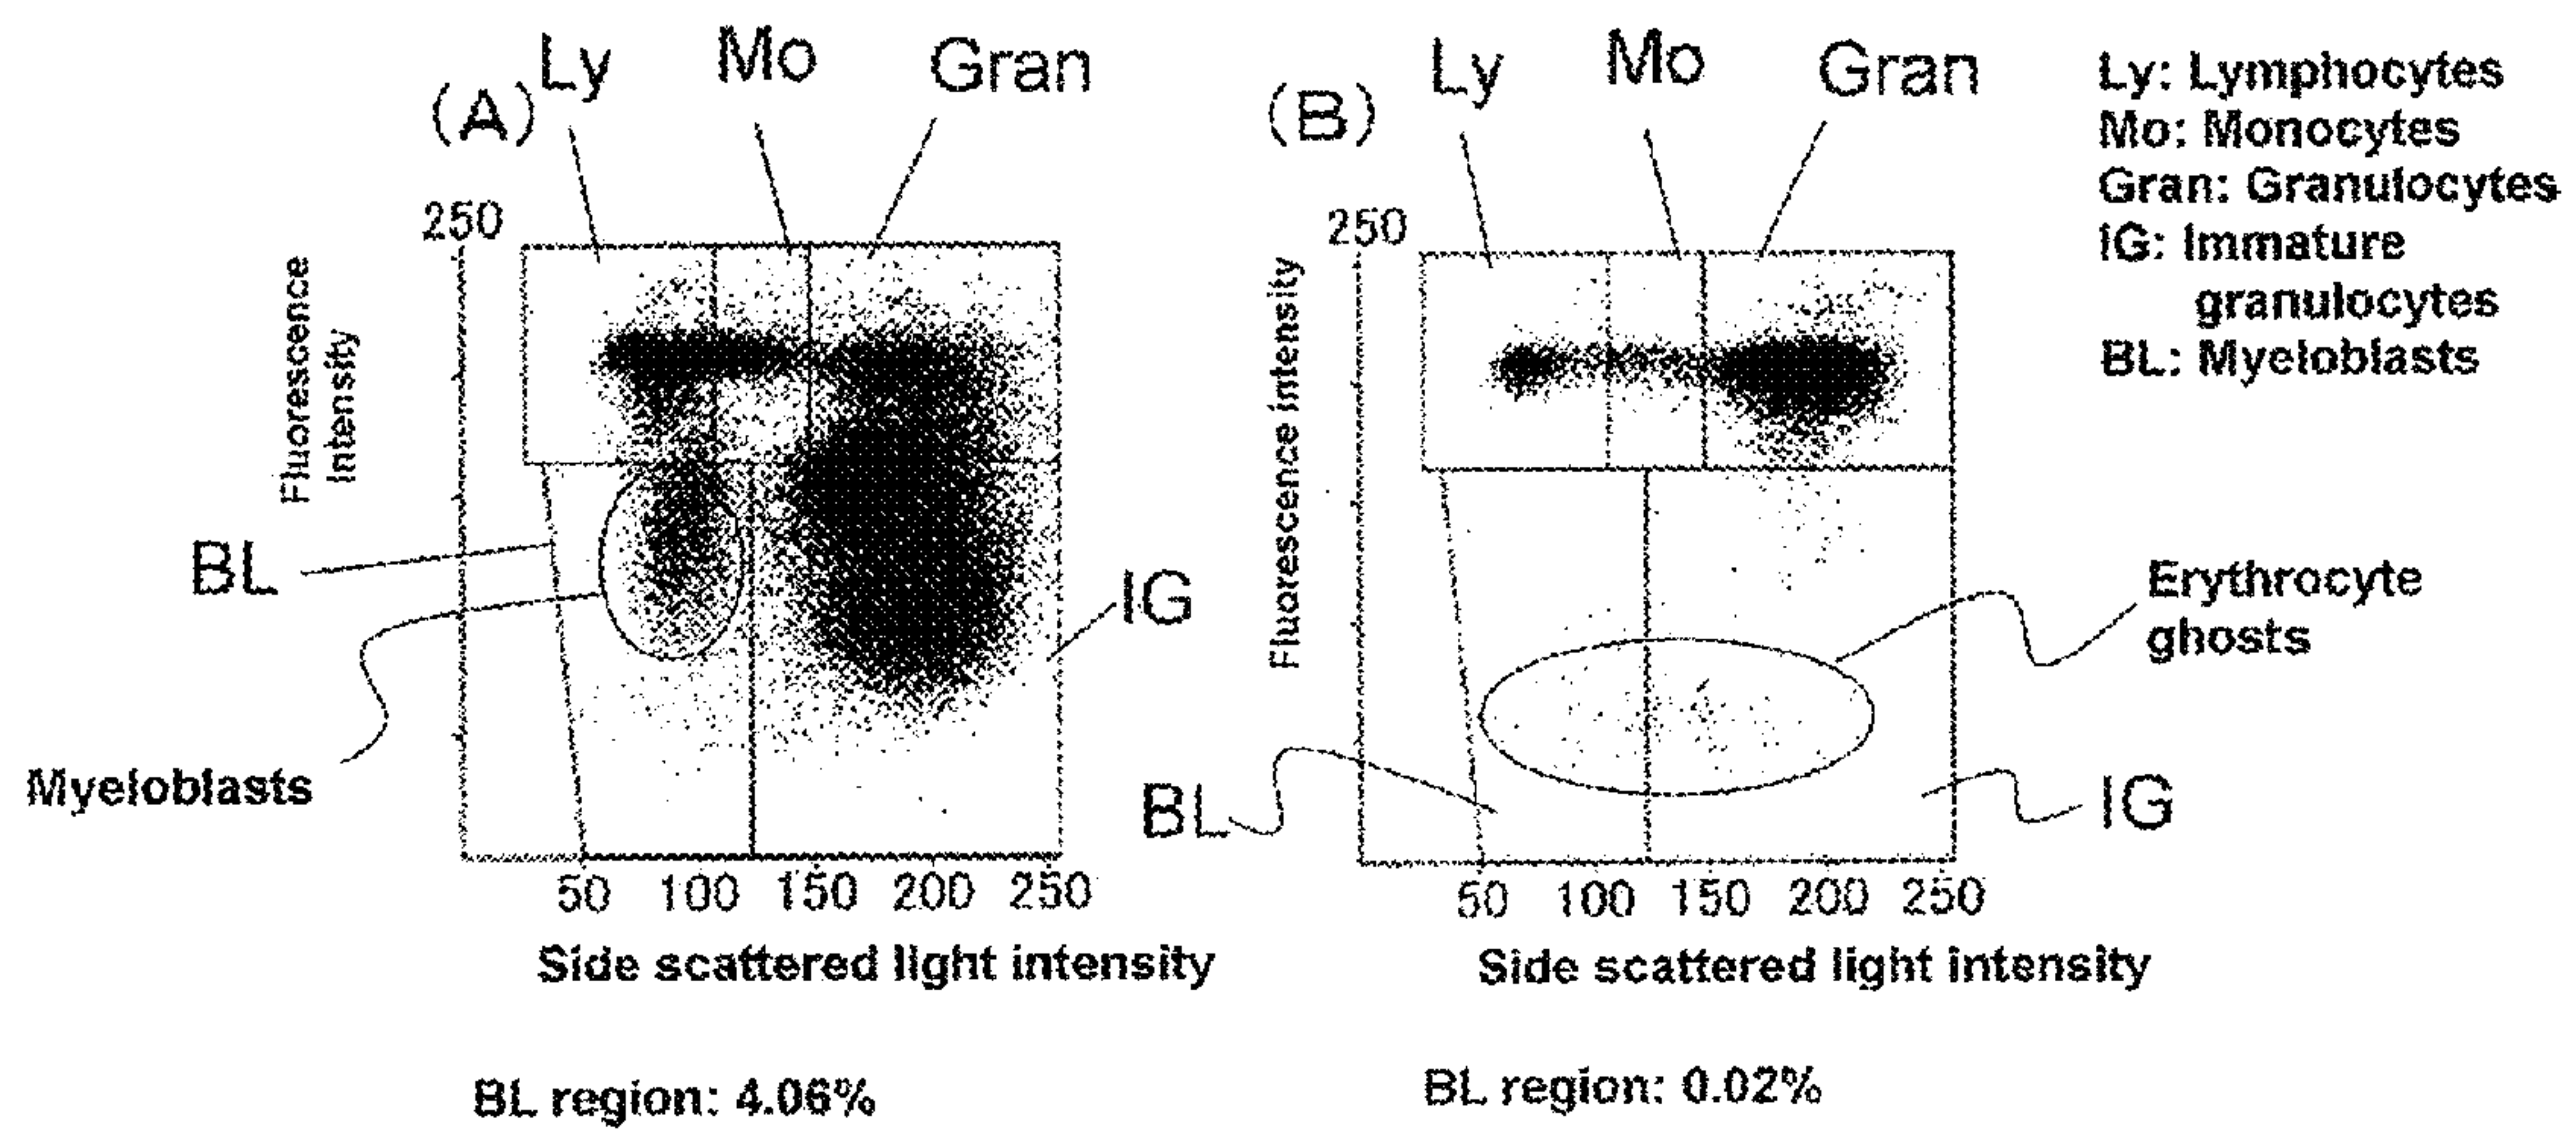 (A)
Ly
Mo
Gran
250
Fluorescence
Intensity
BL
Myeloblasts
IG
50 100 150 200 250
Side scattered light intensity
BL region: 4.06%
(B)
Ly
Mo
Gran
250
Fluorescence intensity
BL
Erythrocyte
ghosts
IG
50 100 150 200 250
Side scattered light intensity
BL region: 0.02%
Ly: Lymphocytes
Mo: Monocytes
Gran: Granulocytes
IG: Immature
granulocytes
BL: Myeloblasts